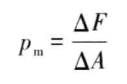 p_m = ΔF / ΔA